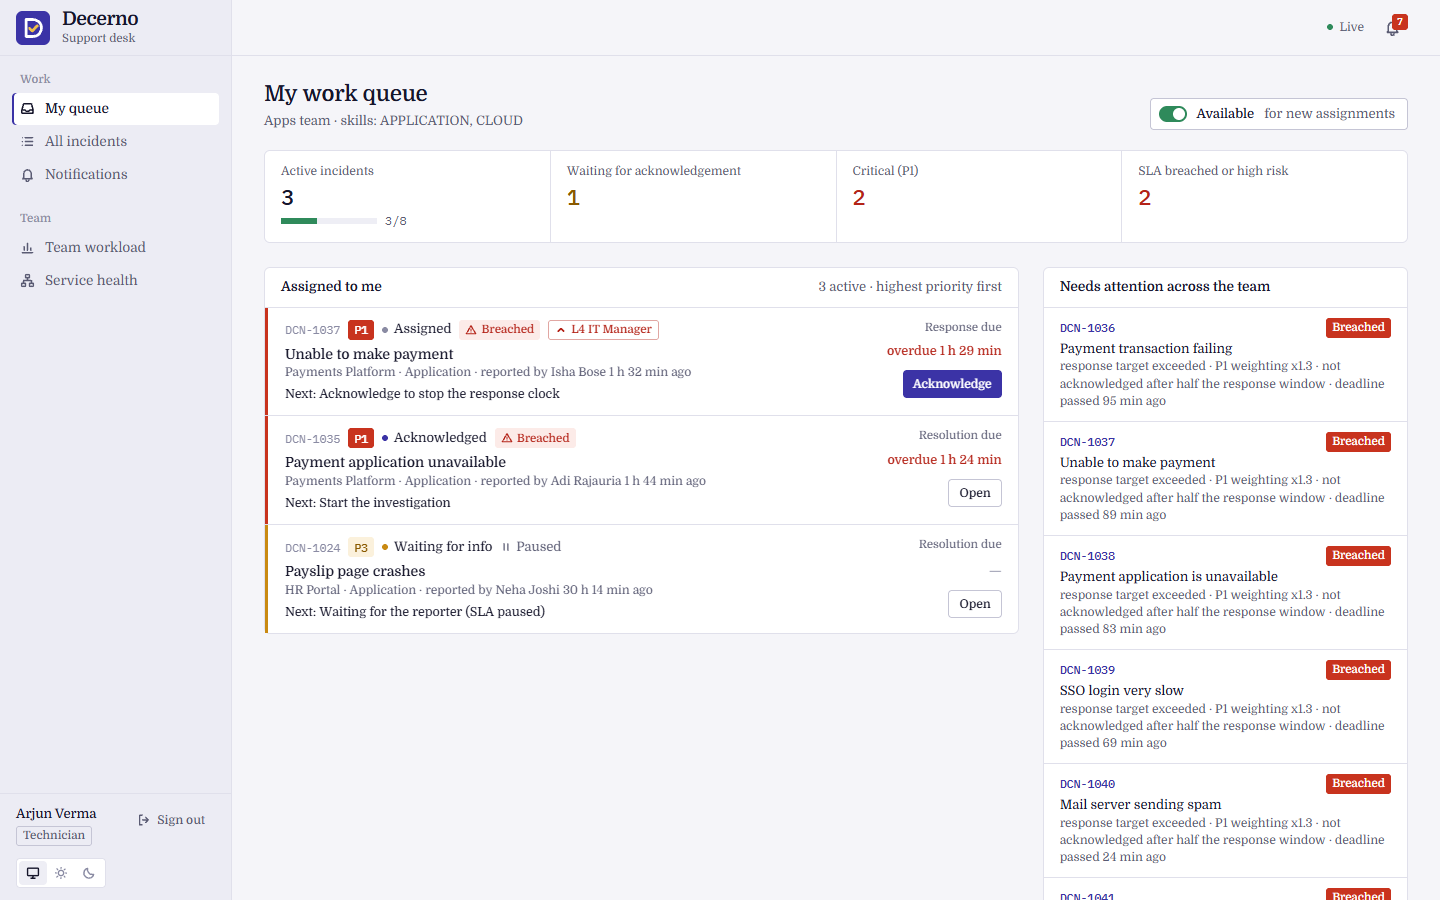 Decerno
Support desk
Live
7
Work
My queue
All incidents
Notifications
Team
Team workload
Service health
My work queue
Apps team · skills: APPLICATION, CLOUD
Available for new assignments
Active incidents
3
3/8
Waiting for acknowledgement
1
Critical (P1)
2
SLA breached or high risk
2
Assigned to me
3 active · highest priority first
DCN-1037 P1 Assigned Breached L4 IT Manager
Response due
Unable to make payment
overdue 1 h 29 min
Payments Platform · Application · reported by Isha Bose 1 h 32 min ago
Next: Acknowledge to stop the response clock
Acknowledge
DCN-1035 P1 Acknowledged Breached
Resolution due
Payment application unavailable
overdue 1 h 24 min
Payments Platform · Application · reported by Adi Rajauria 1 h 44 min ago
Next: Start the investigation
Open
DCN-1024 P3 Waiting for info Paused
Resolution due
Payslip page crashes
—
HR Portal · Application · reported by Neha Joshi 30 h 14 min ago
Next: Waiting for the reporter (SLA paused)
Open
Needs attention across the team
DCN-1036 Breached
Payment transaction failing
response target exceeded · P1 weighting x1.3 · not
acknowledged after half the response window · deadline
passed 95 min ago
DCN-1037 Breached
Unable to make payment
response target exceeded · P1 weighting x1.3 · not
acknowledged after half the response window · deadline
passed 89 min ago
DCN-1038 Breached
Payment application is unavailable
response target exceeded · P1 weighting x1.3 · not
acknowledged after half the response window · deadline
passed 83 min ago
DCN-1039 Breached
SSO login very slow
response target exceeded · P1 weighting x1.3 · not
acknowledged after half the response window · deadline
passed 69 min ago
DCN-1040 Breached
Mail server sending spam
response target exceeded · P1 weighting x1.3 · not
acknowledged after half the response window · deadline
passed 24 min ago
DCN-1041 Breached
Arjun Verma
Technician
Sign out